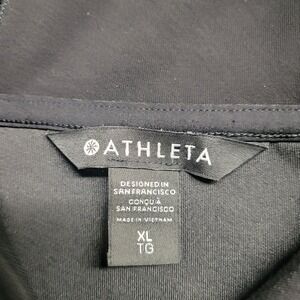 ATHLETA
DESIGNED IN
SAN FRANCISCO
CONÇU À
SAN FRANCISCO
MADE IN VIETNAM
XL
TG